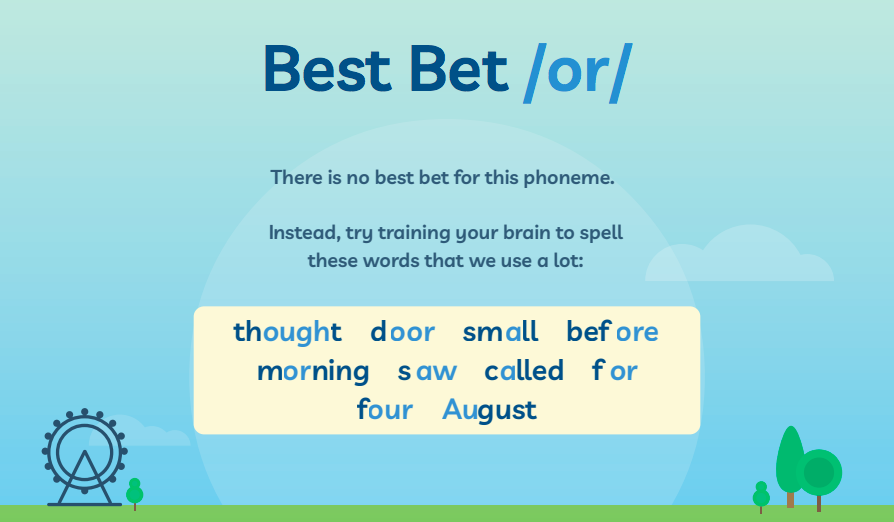 Best Bet /or/
There is no best bet for this phoneme.
Instead, try training your brain to spell
these words that we use a lot:
thought door small before
morning saw called for
four August